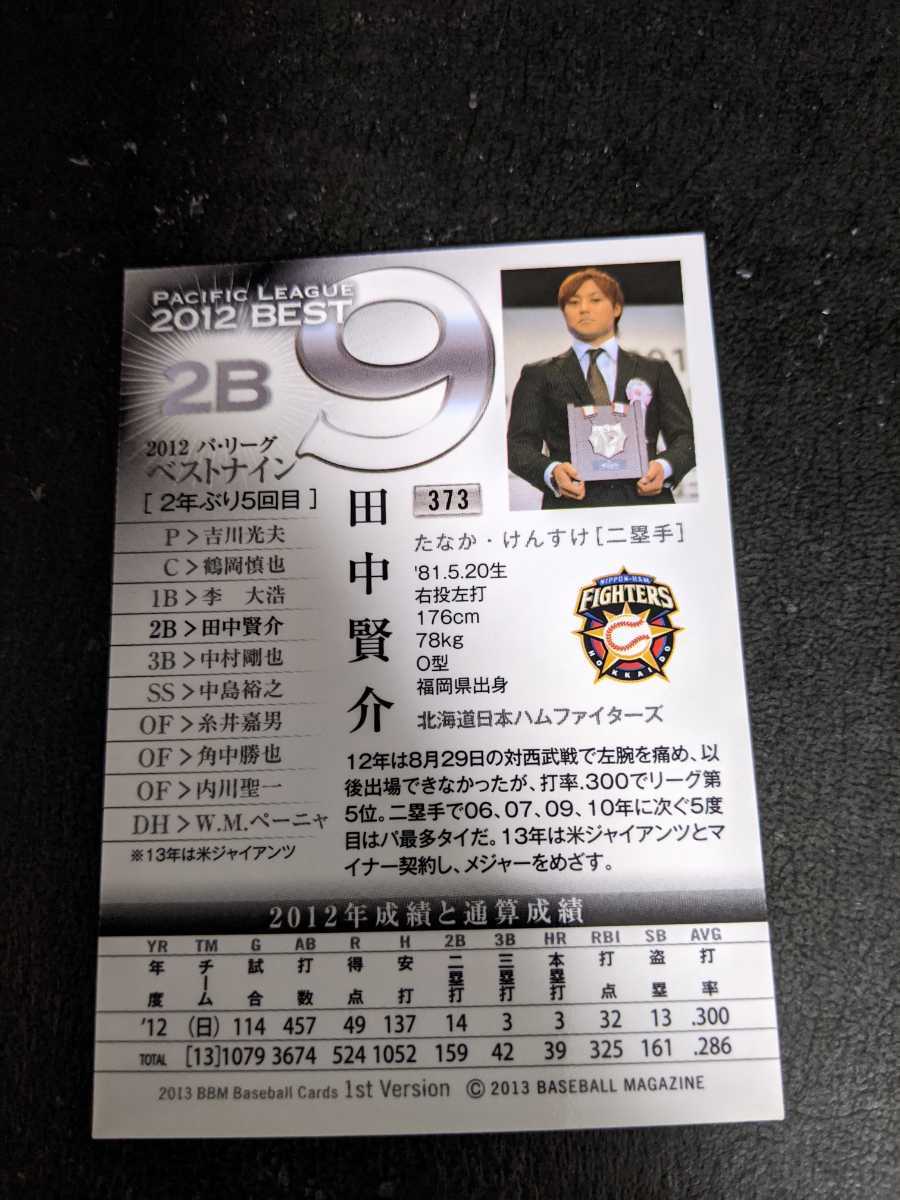 PACIFIC LEAGUE
2012 BEST
9
2B
2012 パ・リーグ
ベストナイン
[ 2年ぶり5回目 ]
P > 吉川光夫
C > 鶴岡慎也
1B > 李　大浩
2B > 田中賢介
3B > 中村剛也
SS > 中島裕之
OF > 糸井嘉男
OF > 角中勝也
OF > 内川聖一
DH > W.M.ペーニャ
※13年は米ジャイアンツ
田中賢介
373
たなか・けんすけ [二塁手]
'81.5.20生
右投左打
176cm
78kg
O型
福岡県出身
北海道日本ハムファイターズ
NIPPON-HAM
FIGHTERS
HOKKAIDO
12年は8月29日の対西武戦で左腕を痛め、以
後出場できなかったが、打率.300でリーグ第
5位。二塁手で06、07、09、10年に次ぐ5度
目はパ最多タイだ。13年は米ジャイアンツとマ
イナー契約し、メジャーをめざす。
2012年成績と通算成績
YR TM G AB R H 2B 3B HR RBI SB AVG
年度 チーム 試合 打数 得点 安打 二塁打 三塁打 本塁打 打点 盗塁 打率
'12 (日) 114 457 49 137 14 3 3 32 13 .300
TOTAL [13] 1079 3674 524 1052 159 42 39 325 161 .286
2013 BBM Baseball Cards 1st Version © 2013 BASEBALL MAGAZINE